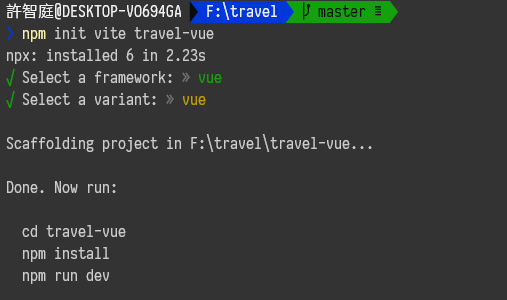 許智庭@DESKTOP-VO694GA F:\travel master ≡
❯ npm init vite travel-vue
npx: installed 6 in 2.23s
√ Select a framework: » vue
√ Select a variant: » vue
Scaffolding project in F:\travel\travel-vue...
Done. Now run:
cd travel-vue
npm install
npm run dev